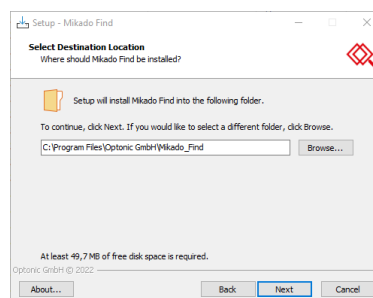 Setup - Mikado Find
Select Destination Location
Where should Mikado Find be installed?
Setup will install Mikado Find into the following folder.
To continue, click Next. If you would like to select a different folder, click Browse.
C:\Program Files\Optonic GmbH\Mikado_Find
Browse...
At least 49,7 MB of free disk space is required.
Optonic GmbH © 2022
About...
Back
Next
Cancel